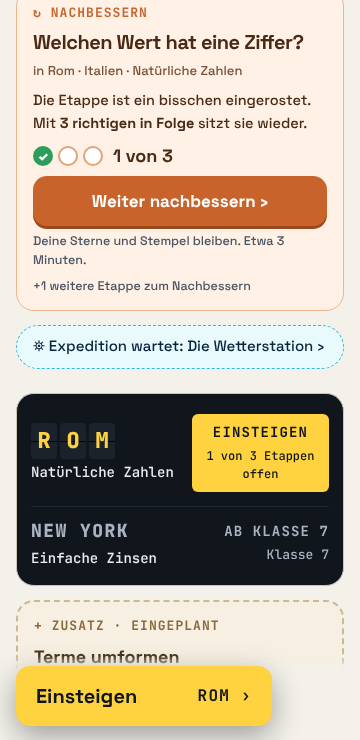 ↻ NACHBESSERN
Welchen Wert hat eine Ziffer?
in Rom · Italien · Natürliche Zahlen
Die Etappe ist ein bisschen eingerostet.
Mit 3 richtigen in Folge sitzt sie wieder.
1 von 3
Weiter nachbessern >
Deine Sterne und Stempel bleiben. Etwa 3
Minuten.
+1 weitere Etappe zum Nachbessern
Expedition wartet: Die Wetterstation >
ROM
Natürliche Zahlen
EINSTEIGEN
1 von 3 Etappen
offen
NEW YORK
Einfache Zinsen
AB KLASSE 7
Klasse 7
+ ZUSATZ · EINGEPLANT
Terme umformen
Einsteigen ROM ›